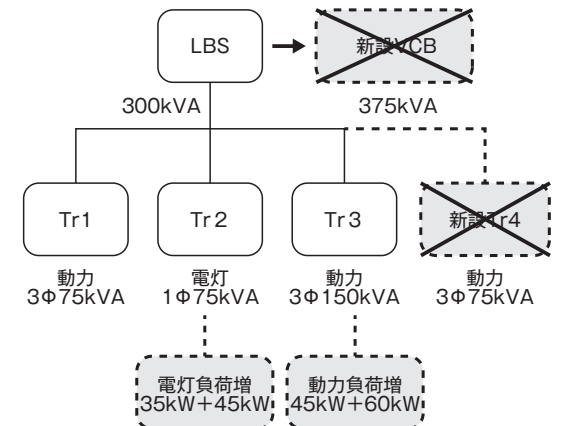 LBS
新設VCB
300kVA
375kVA
Tr1
Tr2
Tr3
新設Tr4
動力
3Φ75kVA
電灯
1Φ75kVA
動力
3Φ150kVA
動力
3Φ75kVA
電灯負荷増
35kW＋45kW
動力負荷増
45kW＋60kW